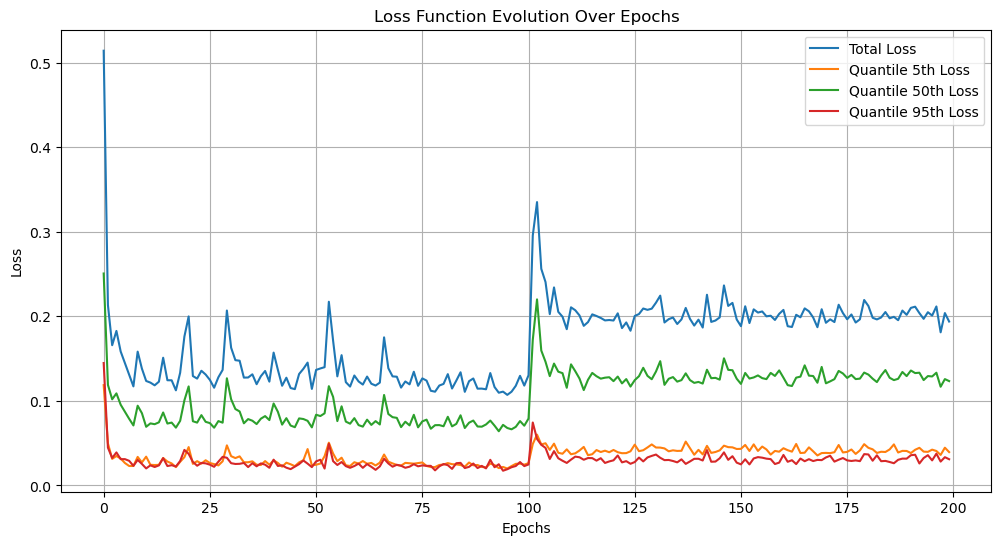 Loss Function Evolution Over Epochs
Total Loss
Quantile 5th Loss
Quantile 50th Loss
Quantile 95th Loss
0.5
0.4
0.3
0.2
0.1
0.0
Loss
0 25 50 75 100 125 150 175 200
Epochs